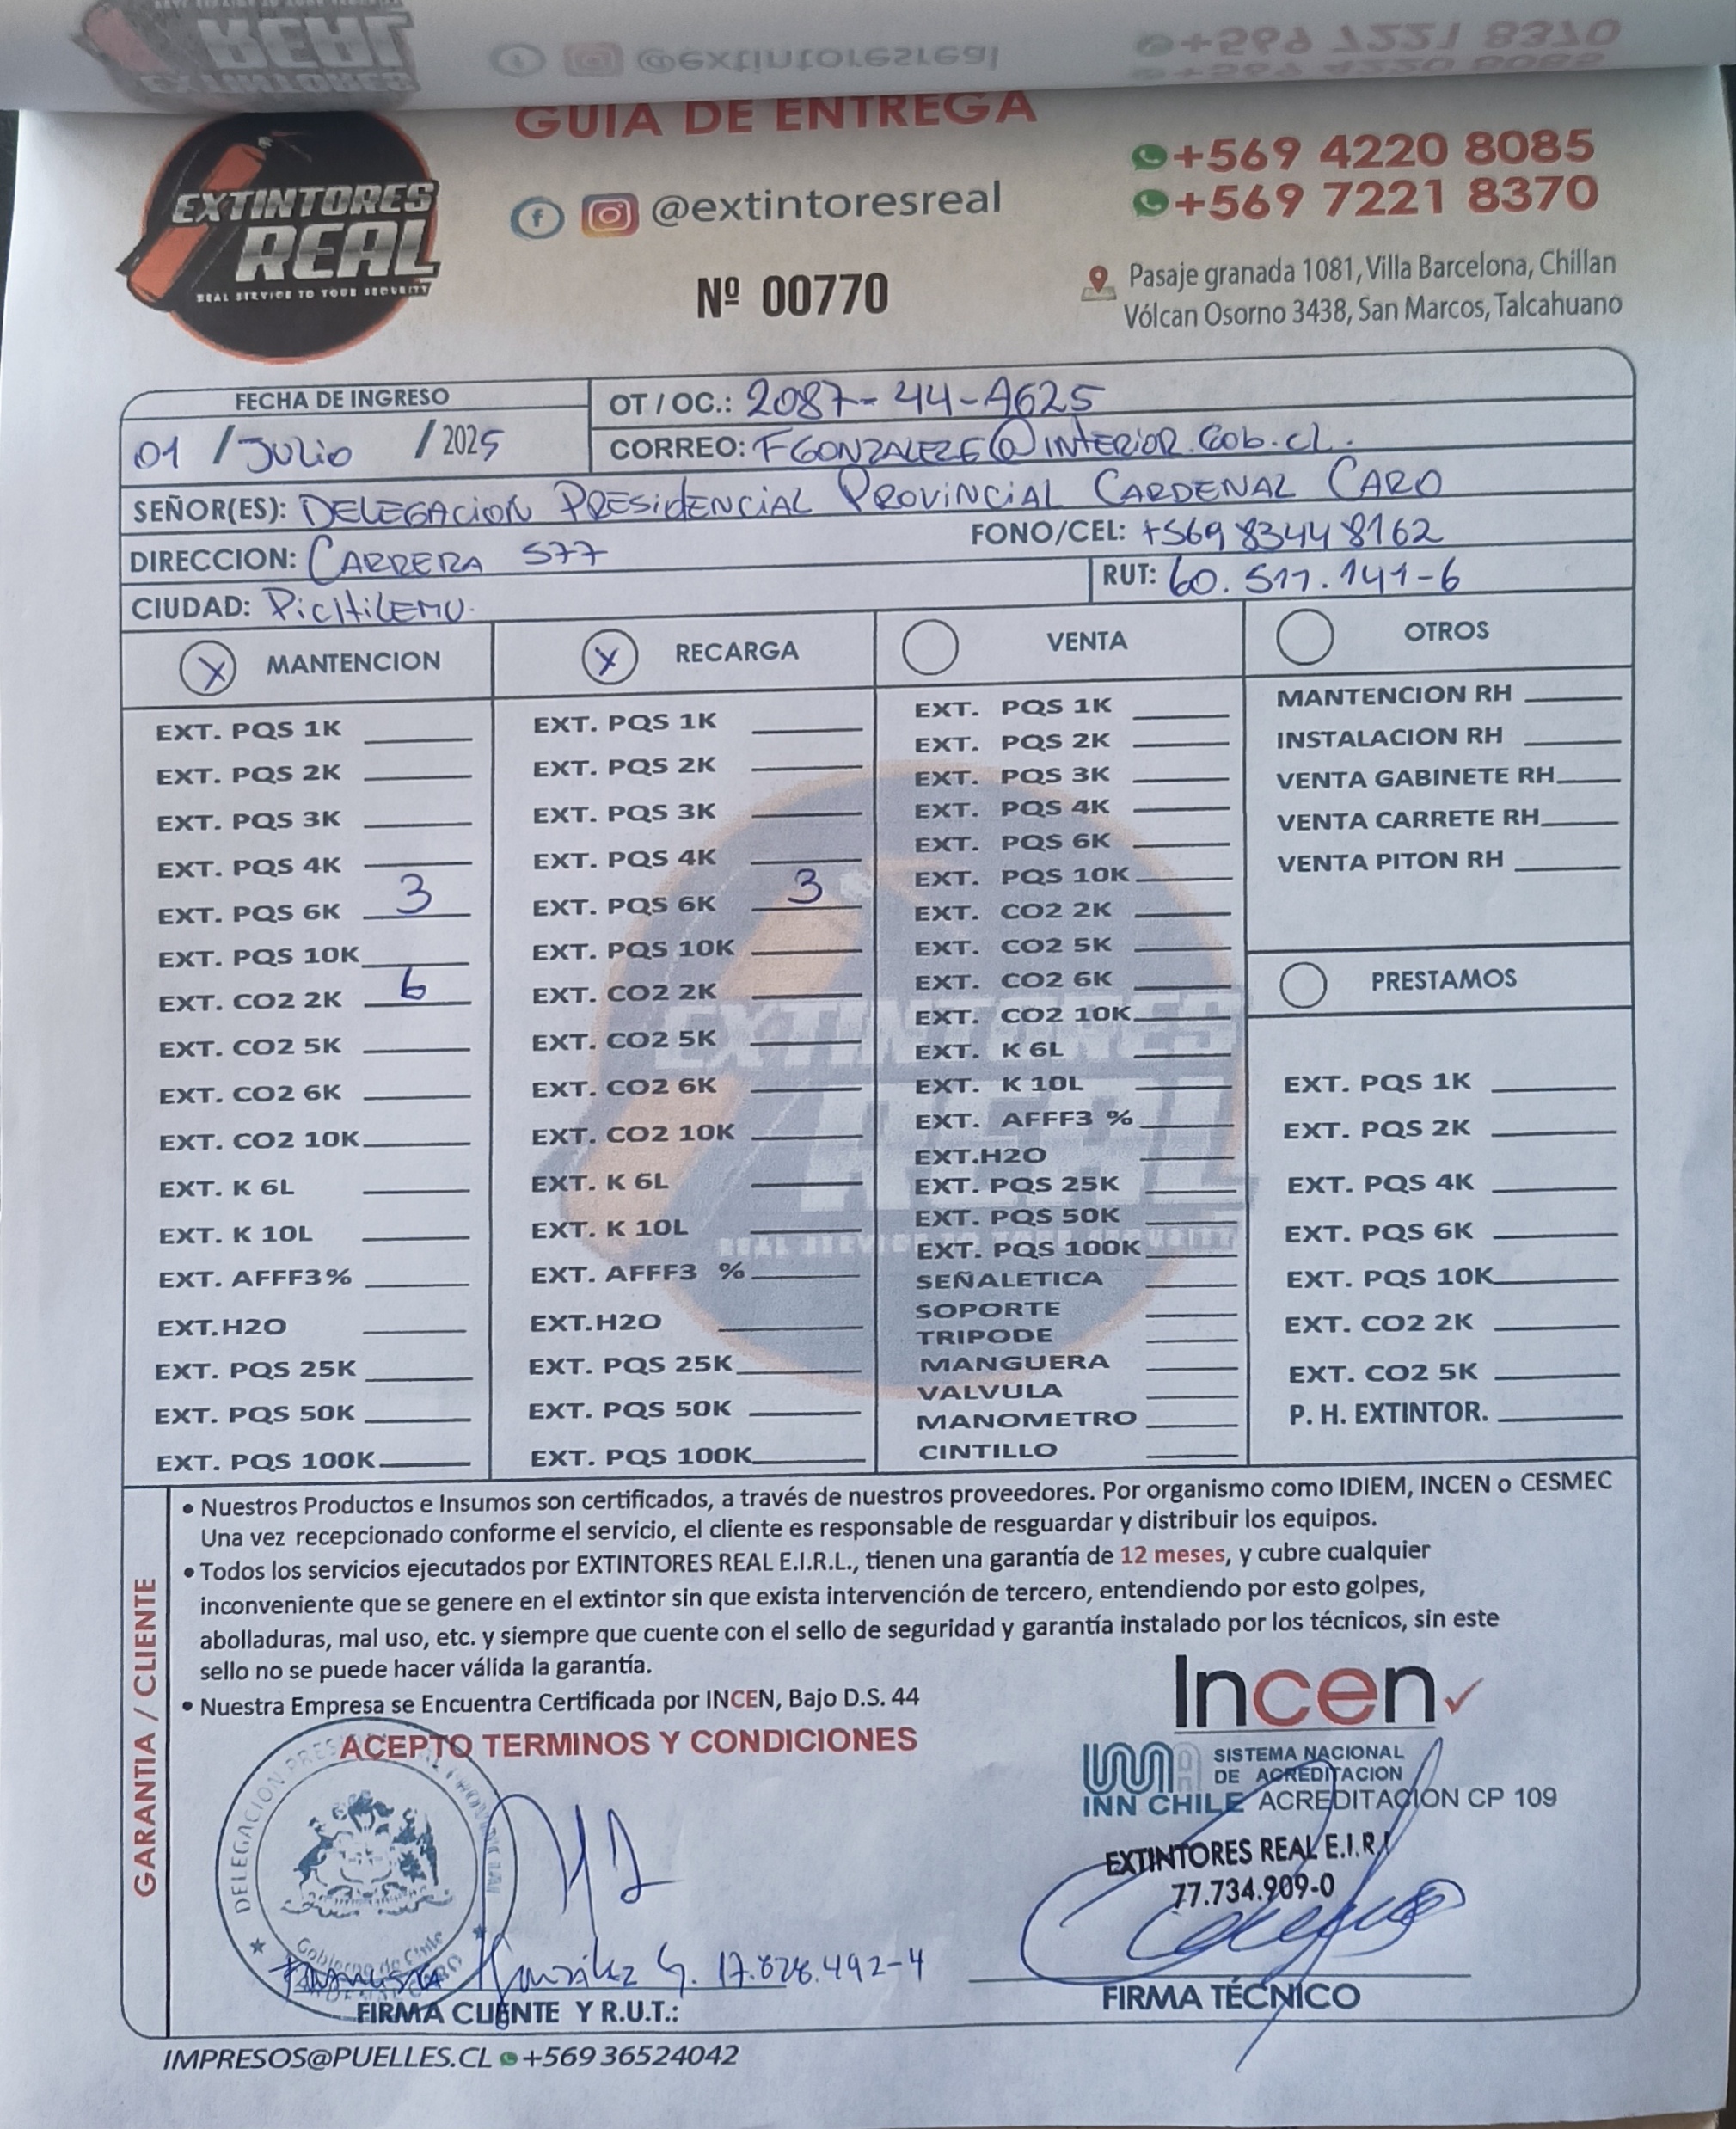 GUIA DE ENTREGA
EXTINTORES
REAL
REAL SERVICE TO YOUR SECURITY
@extintoresreal
Nº 00770
+569 4220 8085
+569 7221 8370
Pasaje granada 1081, Villa Barcelona, Chillan
Vólcan Osorno 3438, San Marcos, Talcahuano
FECHA DE INGRESO
01 / Julio / 2025
OT / OC.: 2087-44-AG25
CORREO: FGONZALEZG@INTERIOR.GOB.CL.
SEÑOR(ES): DELEGACION PRESIDENCIAL PROVINCIAL CARDENAL CARO
DIRECCION: CARRERA 577
FONO/CEL: +569 8344 8162
RUT: 60.511.141-6
CIUDAD: PICHILEMU.
X MANTENCION
EXT. PQS 1K
EXT. PQS 2K
EXT. PQS 3K
EXT. PQS 4K
EXT. PQS 6K 3
EXT. PQS 10K
EXT. CO2 2K 6
EXT. CO2 5K
EXT. CO2 6K
EXT. CO2 10K
EXT. K 6L
EXT. K 10L
EXT. AFFF3%
EXT.H2O
EXT. PQS 25K
EXT. PQS 50K
EXT. PQS 100K
X RECARGA
EXT. PQS 1K
EXT. PQS 2K
EXT. PQS 3K
EXT. PQS 4K
EXT. PQS 6K 3
EXT. PQS 10K
EXT. CO2 2K
EXT. CO2 5K
EXT. CO2 6K
EXT. CO2 10K
EXT. K 6L
EXT. K 10L
EXT. AFFF3 %
EXT.H2O
EXT. PQS 25K
EXT. PQS 50K
EXT. PQS 100K
VENTA
EXT. PQS 1K
EXT. PQS 2K
EXT. PQS 3K
EXT. PQS 4K
EXT. PQS 6K
EXT. PQS 10K
EXT. CO2 2K
EXT. CO2 5K
EXT. CO2 6K
EXT. CO2 10K
EXT. K 6L
EXT. K 10L
EXT. AFFF3 %
EXT.H2O
EXT. PQS 25K
EXT. PQS 50K
EXT. PQS 100K
SEÑALETICA
SOPORTE
TRIPODE
MANGUERA
VALVULA
MANOMETRO
CINTILLO
OTROS
MANTENCION RH
INSTALACION RH
VENTA GABINETE RH
VENTA CARRETE RH
VENTA PITON RH
PRESTAMOS
EXT. PQS 1K
EXT. PQS 2K
EXT. PQS 4K
EXT. PQS 6K
EXT. PQS 10K
EXT. CO2 2K
EXT. CO2 5K
P. H. EXTINTOR.
GARANTIA / CLIENTE
• Nuestros Productos e Insumos son certificados, a través de nuestros proveedores. Por organismo como IDIEM, INCEN o CESMEC
Una vez recepcionado conforme el servicio, el cliente es responsable de resguardar y distribuir los equipos.
• Todos los servicios ejecutados por EXTINTORES REAL E.I.R.L., tienen una garantía de 12 meses, y cubre cualquier
inconveniente que se genere en el extintor sin que exista intervención de tercero, entendiendo por esto golpes,
abolladuras, mal uso, etc. y siempre que cuente con el sello de seguridad y garantía instalado por los técnicos, sin este
sello no se puede hacer válida la garantía.
• Nuestra Empresa se Encuentra Certificada por INCEN, Bajo D.S. 44
ACEPTO TERMINOS Y CONDICIONES
Incen
SISTEMA NACIONAL
DE ACREDITACION
INN CHILE ACREDITACIÓN CP 109
EXTINTORES REAL E.I.R.L
77.734.909-0
DELEGACION PRESIDENCIAL PROVINCIAL
Gobierno de Chile
González G. 17.828.492-4
FIRMA CLIENTE Y R.U.T.:
FIRMA TÉCNICO
IMPRESOS@PUELLES.CL +569 36524042